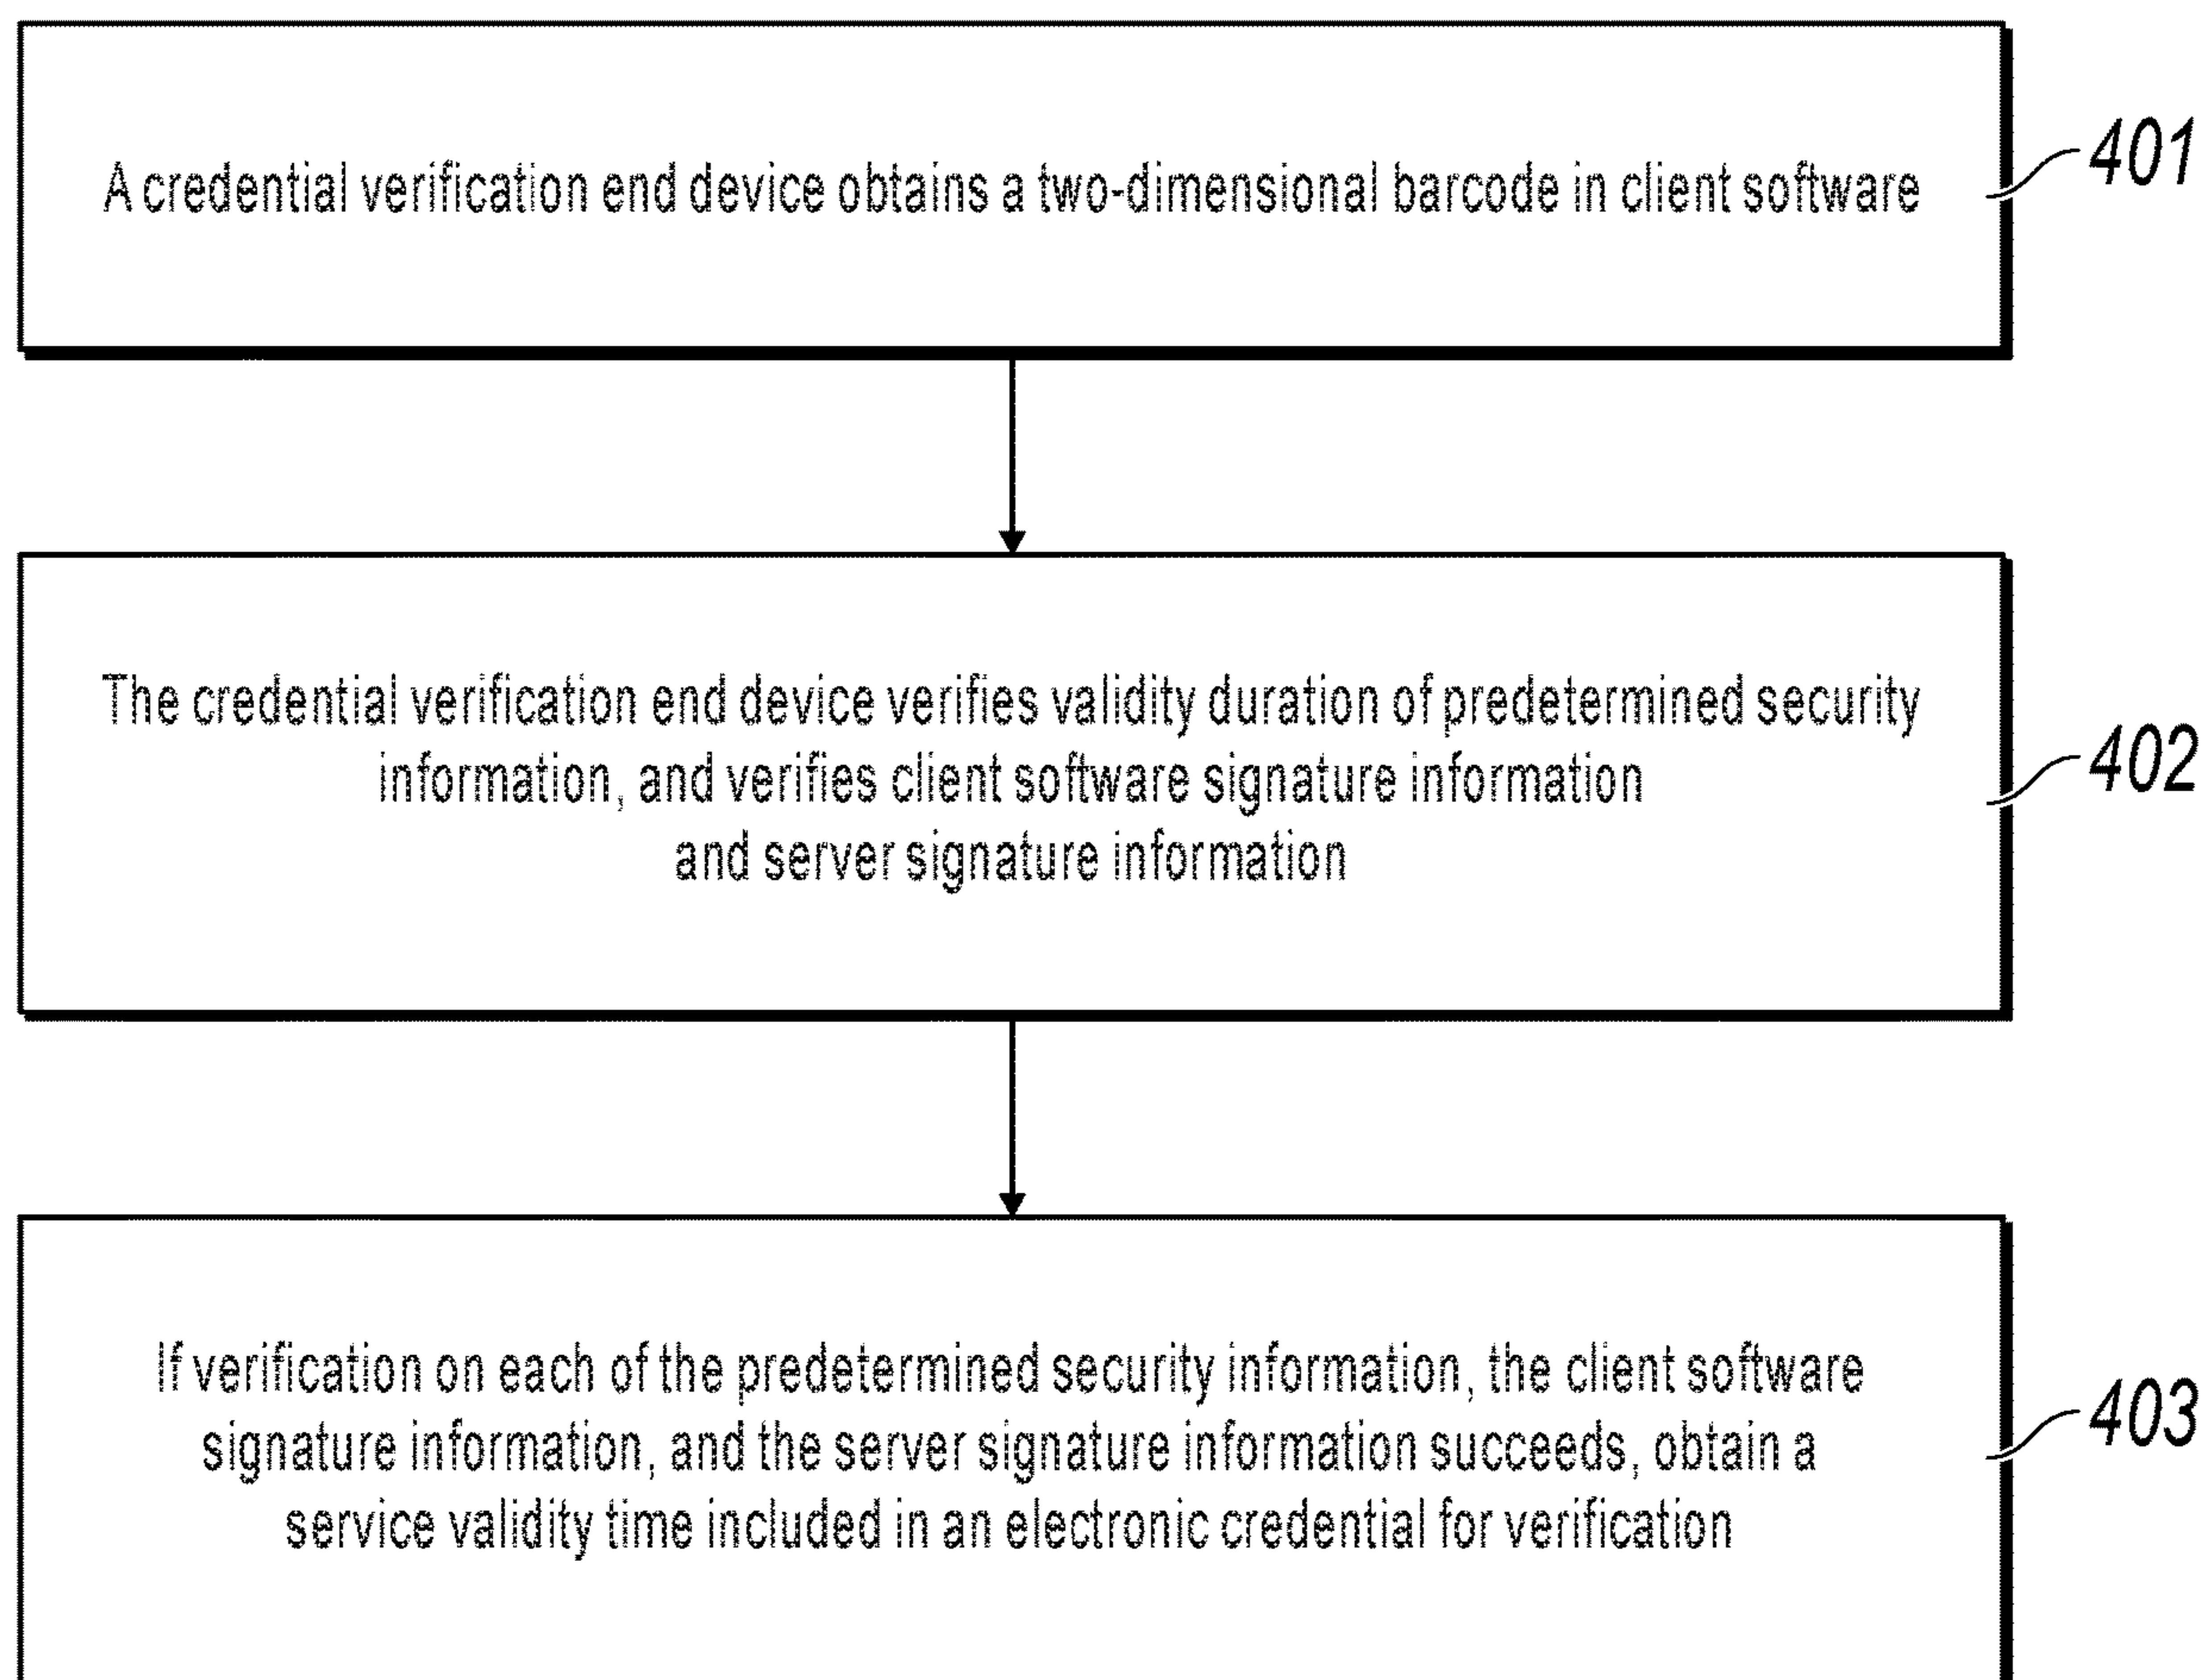 A credential verification end device obtains a two-dimensional barcode in client software
401
The credential verification end device verifies validity duration of predetermined security
information, and verifies client software signature information
and server signature information
402
If verification on each of the predetermined security information, the client software
signature information, and the server signature information succeeds, obtain a
service validity time included in an electronic credential for verification
403